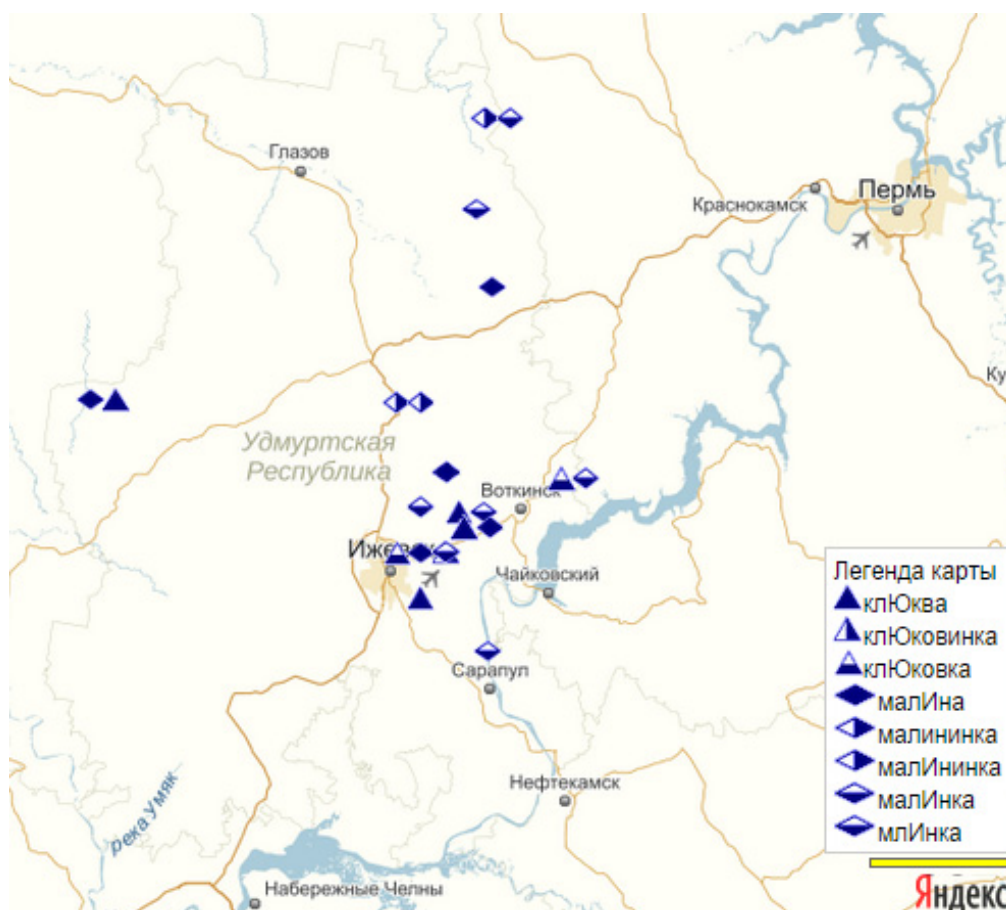 Глазов
Краснокамск
Пермь
Ку
Удмуртская
Республика
Воткинск
Ижевск
Чайковский
Сарапул
Нефтекамск
река Умяк
Набережные Челны
Легенда карты
клЮква
клЮковинка
клЮковка
малИна
малининка
малИнинка
малИнка
млИнка
Яндекс